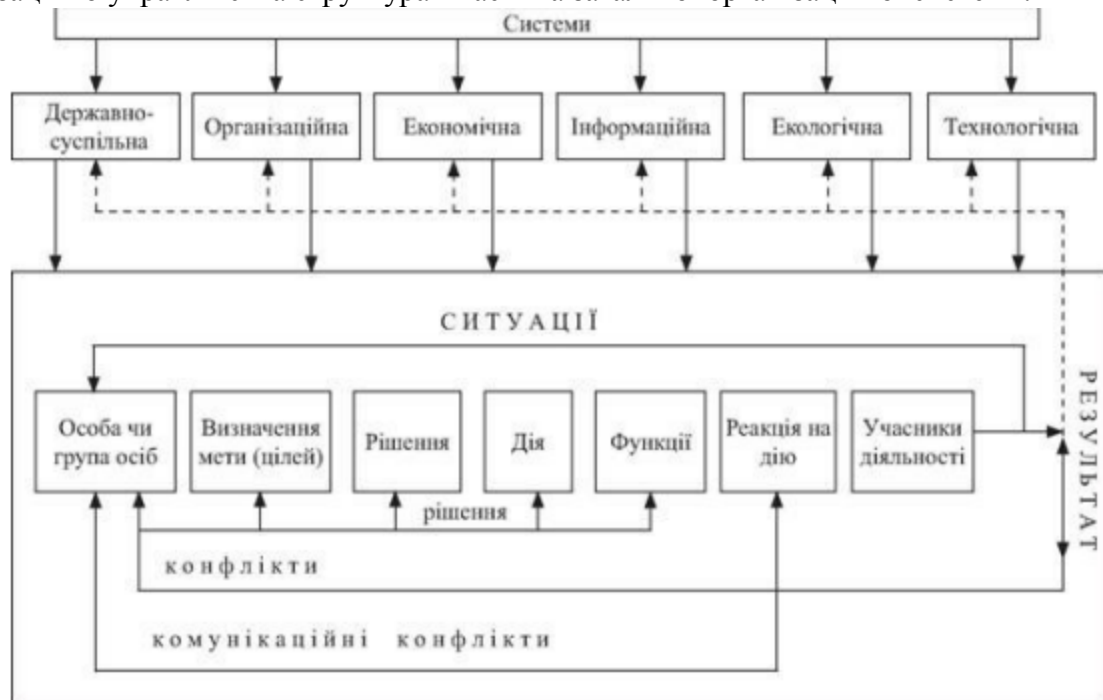 Системи
Державно-
суспільна
Організаційна
Економічна
Інформаційна
Екологічна
Технологічна
СИТУАЦІЇ
Особа чи
група осіб
Визначення
мети (цілей)
Рішення
Дія
Функції
Реакція на
дію
Учасники
діяльності
РЕЗУЛЬТАТ
рішення
конфлікти
комунікаційні конфлікти